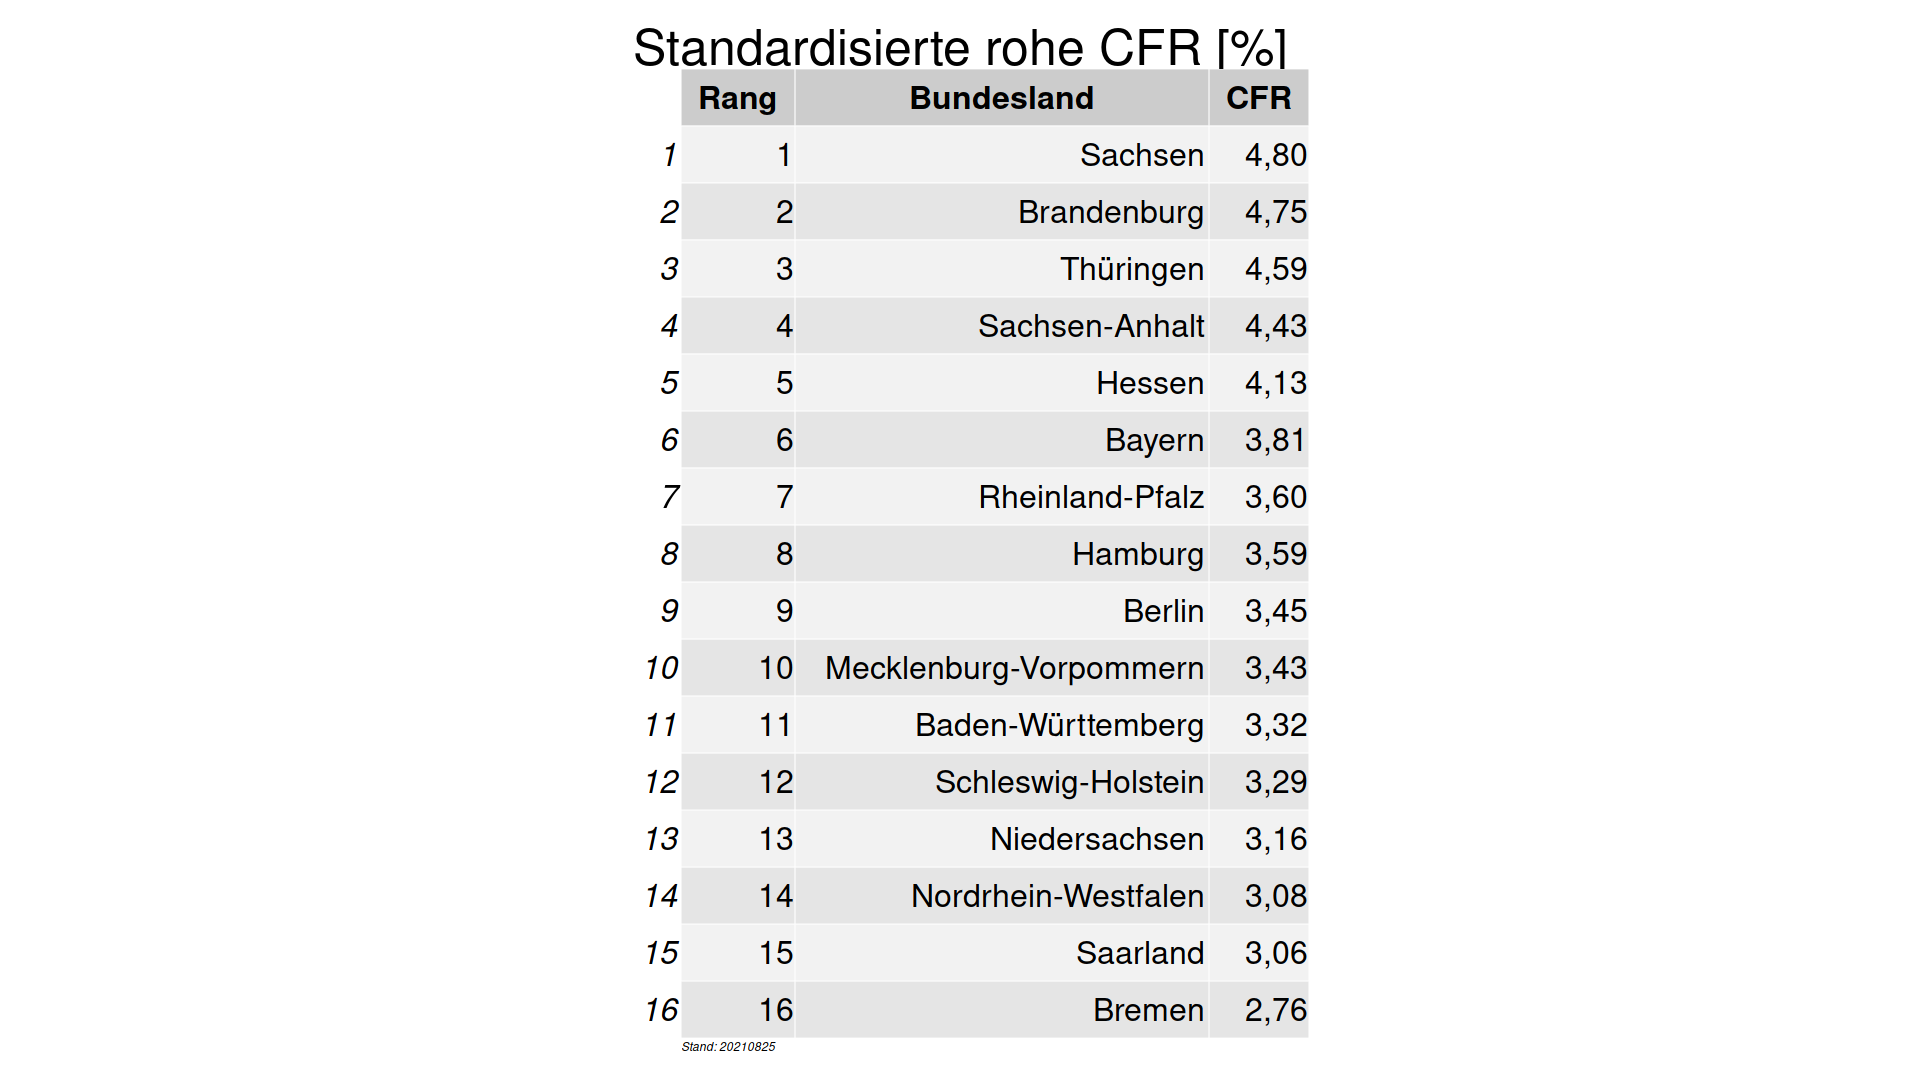 Standardisierte rohe CFR [%]
Rang Bundesland CFR
1 1 Sachsen 4,80
2 2 Brandenburg 4,75
3 3 Thüringen 4,59
4 4 Sachsen-Anhalt 4,43
5 5 Hessen 4,13
6 6 Bayern 3,81
7 7 Rheinland-Pfalz 3,60
8 8 Hamburg 3,59
9 9 Berlin 3,45
10 10 Mecklenburg-Vorpommern 3,43
11 11 Baden-Württemberg 3,32
12 12 Schleswig-Holstein 3,29
13 13 Niedersachsen 3,16
14 14 Nordrhein-Westfalen 3,08
15 15 Saarland 3,06
16 16 Bremen 2,76
Stand: 20210825